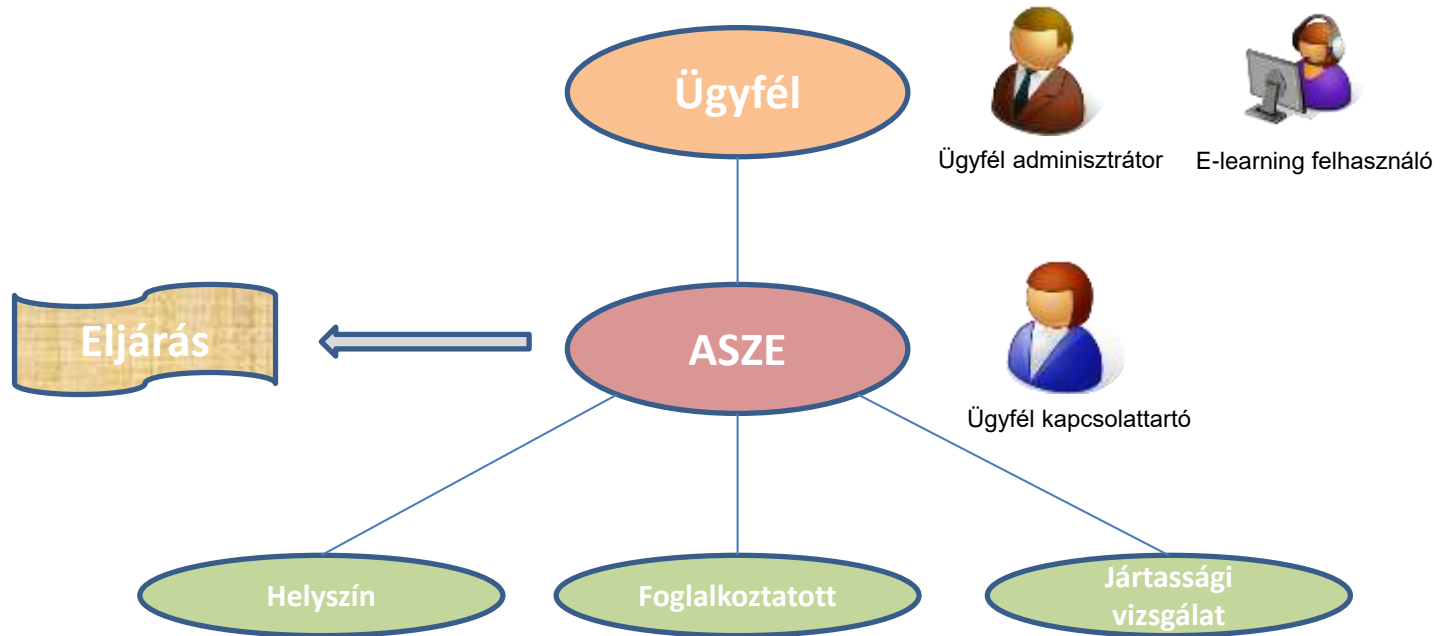 Ügyfél
Ügyfél adminisztrátor
E-learning felhasználó
Eljárás
ASZE
Ügyfél kapcsolattartó
Helyszín
Foglalkoztatott
Jártassági
vizsgálat